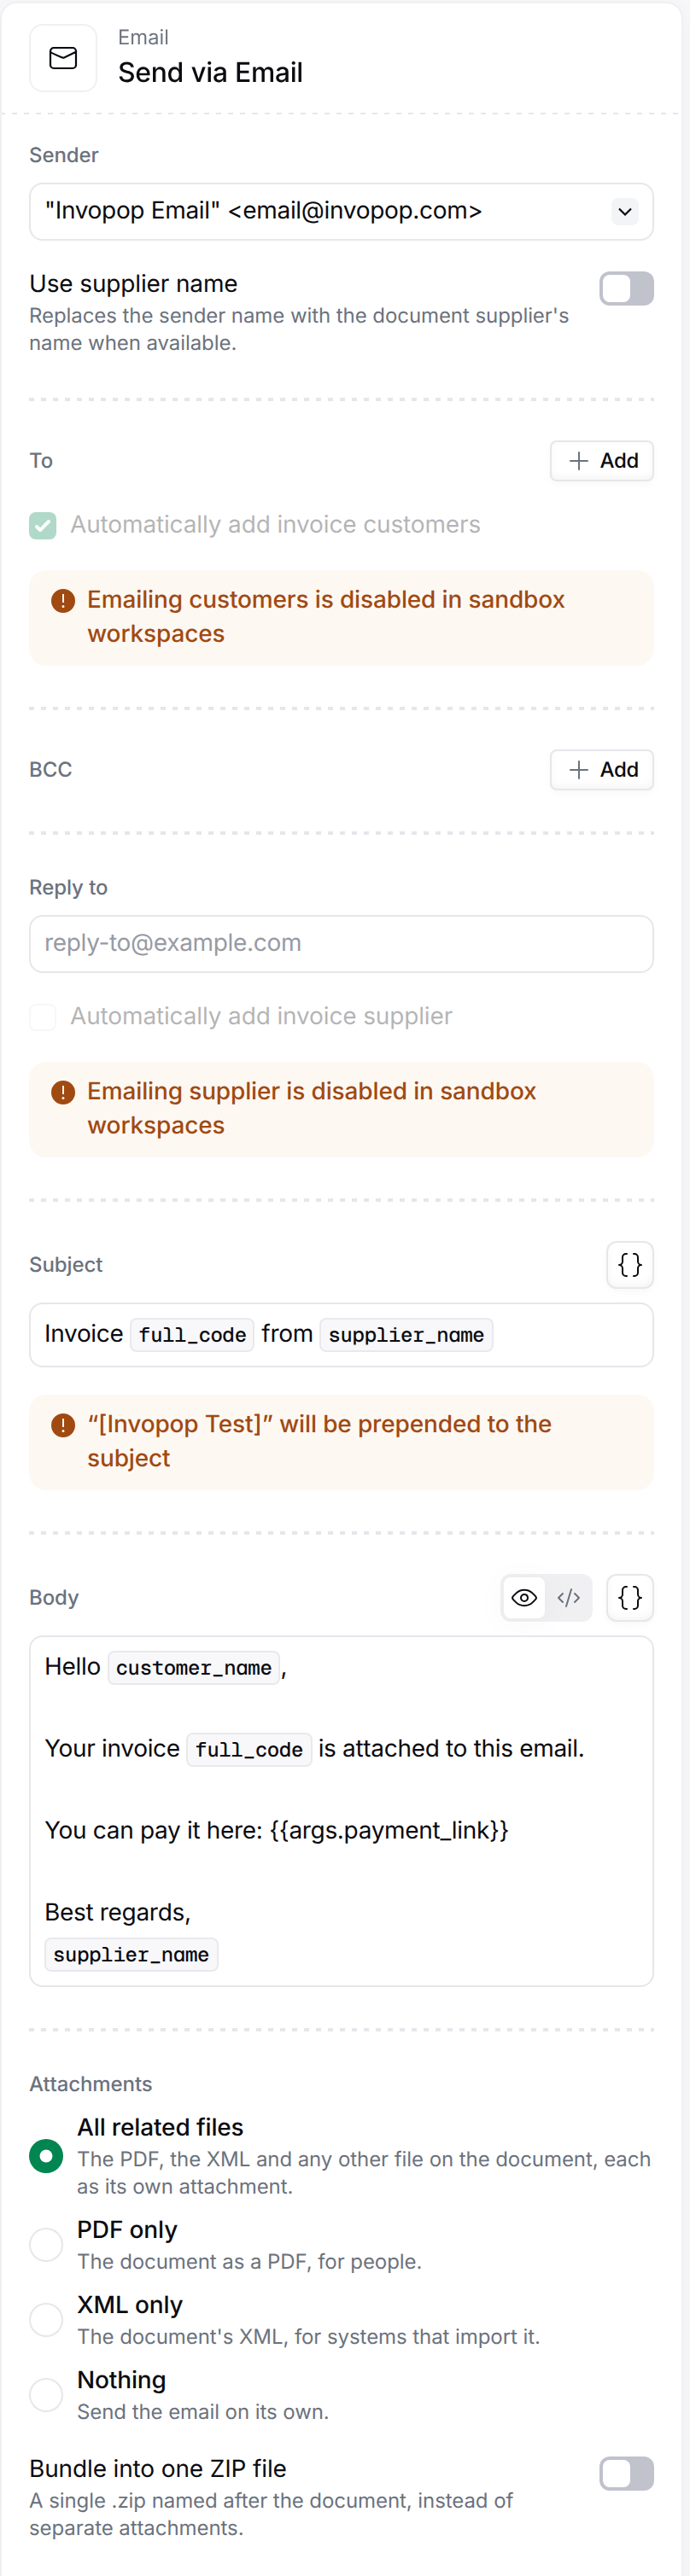 Email
Send via Email
Sender
"Invopop Email" <email@invopop.com>
Use supplier name
Replaces the sender name with the document supplier's
name when available.
To
Add
Automatically add invoice customers
Emailing customers is disabled in sandbox
workspaces
BCC
Add
Reply to
reply-to@example.com
Automatically add invoice supplier
Emailing supplier is disabled in sandbox
workspaces
Subject
{}
Invoice full_code from supplier_name
“[Invopop Test]” will be prepended to the
subject
Body
</> {}
Hello customer_name,
Your invoice full_code is attached to this email.
You can pay it here: {{args.payment_link}}
Best regards,
supplier_name
Attachments
All related files
The PDF, the XML and any other file on the document, each
as its own attachment.
PDF only
The document as a PDF, for people.
XML only
The document's XML, for systems that import it.
Nothing
Send the email on its own.
Bundle into one ZIP file
A single .zip named after the document, instead of
separate attachments.